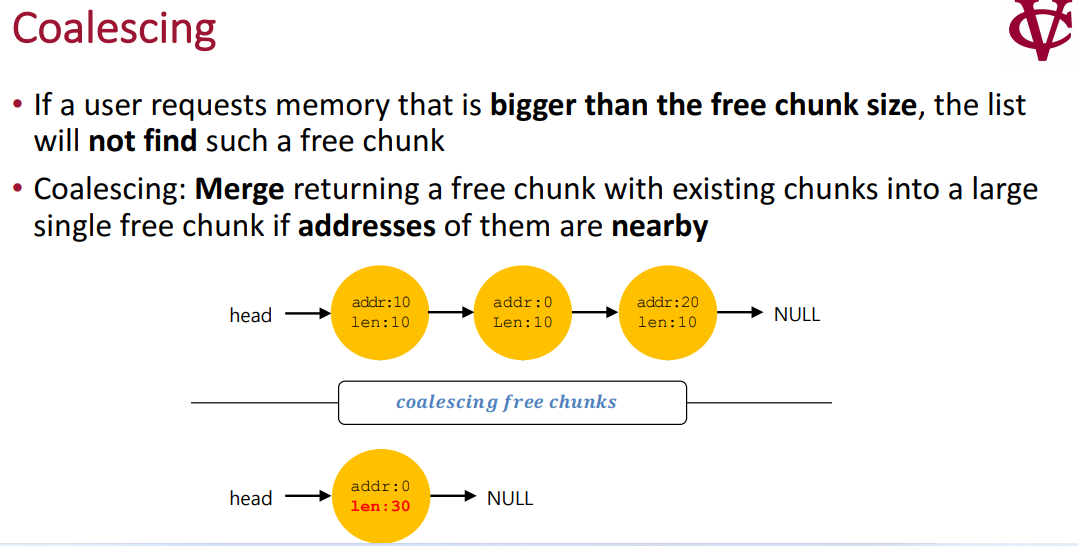 Coalescing
• If a user requests memory that is bigger than the free chunk size, the list
will not find such a free chunk
• Coalescing: Merge returning a free chunk with existing chunks into a large
single free chunk if addresses of them are nearby
head
addr:10
len:10
addr:0
Len:10
addr:20
len:10
NULL
coalescing free chunks
head
addr:0
len:30
NULL